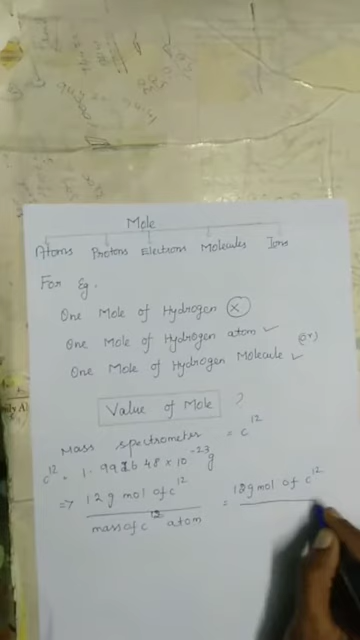 Mole
Atoms Protons Electrons Molecules Ions
For Eg.
One Mole of Hydrogen X
One Mole of Hydrogen atom ✓ (or)
One Mole of Hydrogen Molecule ✓
Value of Mole ?
Mass spectrometer = C¹²
C¹² = 1.992648 × 10⁻²³ g
=> 12 g mol of C¹² = 12 g mol of C¹²
mass of C¹² atom